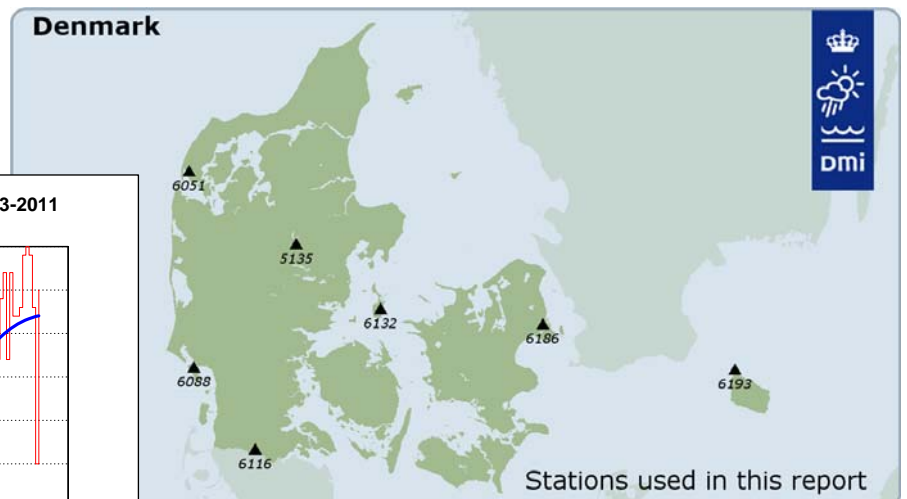 Denmark
DMi
6051
3-2011
5135
6132
6186
6088
6193
6116
Stations used in this report